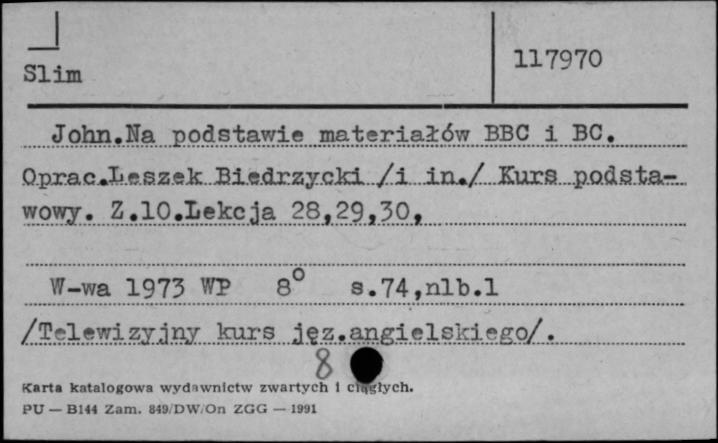 Slim
117970
John.Na podstawie materiałów BBC i BC.
Oprac.Leszek Biedrzycki /i in./ Kurs podsta-
wowy. Z.10.Lekcja 28,29,30,
W-wa 1973 WP 8° s.74,nlb.1
/Telewizyjny kurs jęz.angielskiego/.
8
Karta katalogowa wydawnictw zwartych i ciągłych.
PU — B144 Zam. 849/DW/On ZGG — 1991